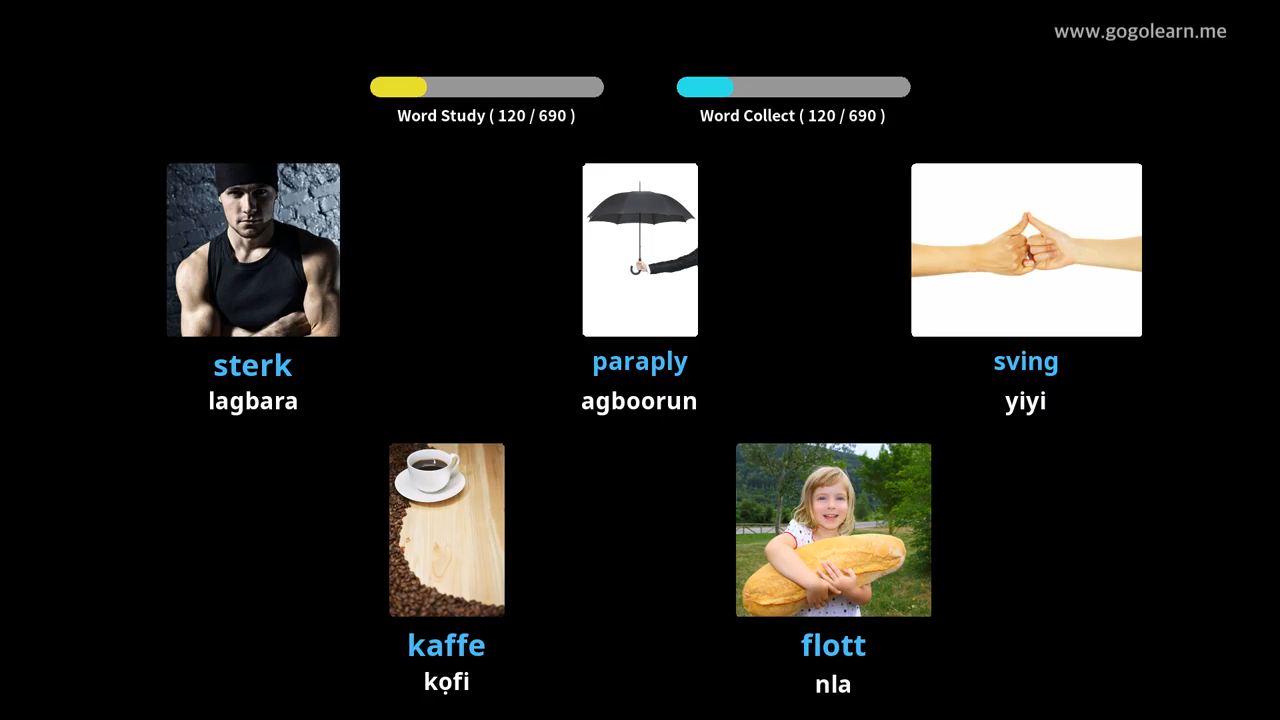 www.gogolearn.me
Word Study ( 120 / 690 )
Word Collect ( 120 / 690 )
sterk
lagbara
paraply
agboorun
sving
yiyi
kaffe
kọfi
flott
nla